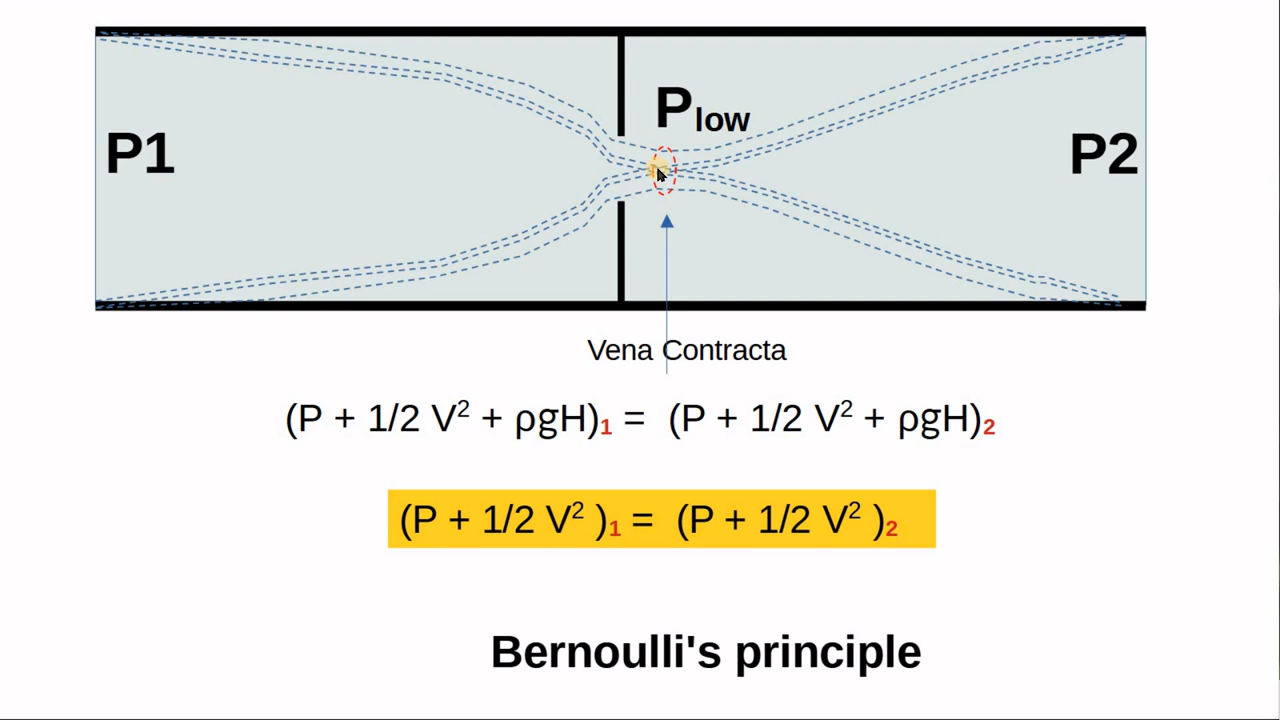 P1
P_low
P2
Vena Contracta
(P + 1/2 V² + ρgH)₁ = (P + 1/2 V² + ρgH)₂
(P + 1/2 V² )₁ = (P + 1/2 V² )₂
Bernoulli's principle